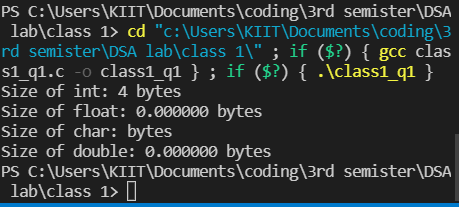 PS C:\Users\KIIT\Documents\coding\3rd semister\DSA
 lab\class 1> cd "c:\Users\KIIT\Documents\coding\3
rd semister\DSA lab\class 1\" ; if ($?) { gcc clas
s1_q1.c -o class1_q1 } ; if ($?) { .\class1_q1 }
Size of int: 4 bytes
Size of float: 0.000000 bytes
Size of char: bytes
Size of double: 0.000000 bytes
PS C:\Users\KIIT\Documents\coding\3rd semister\DSA
 lab\class 1>